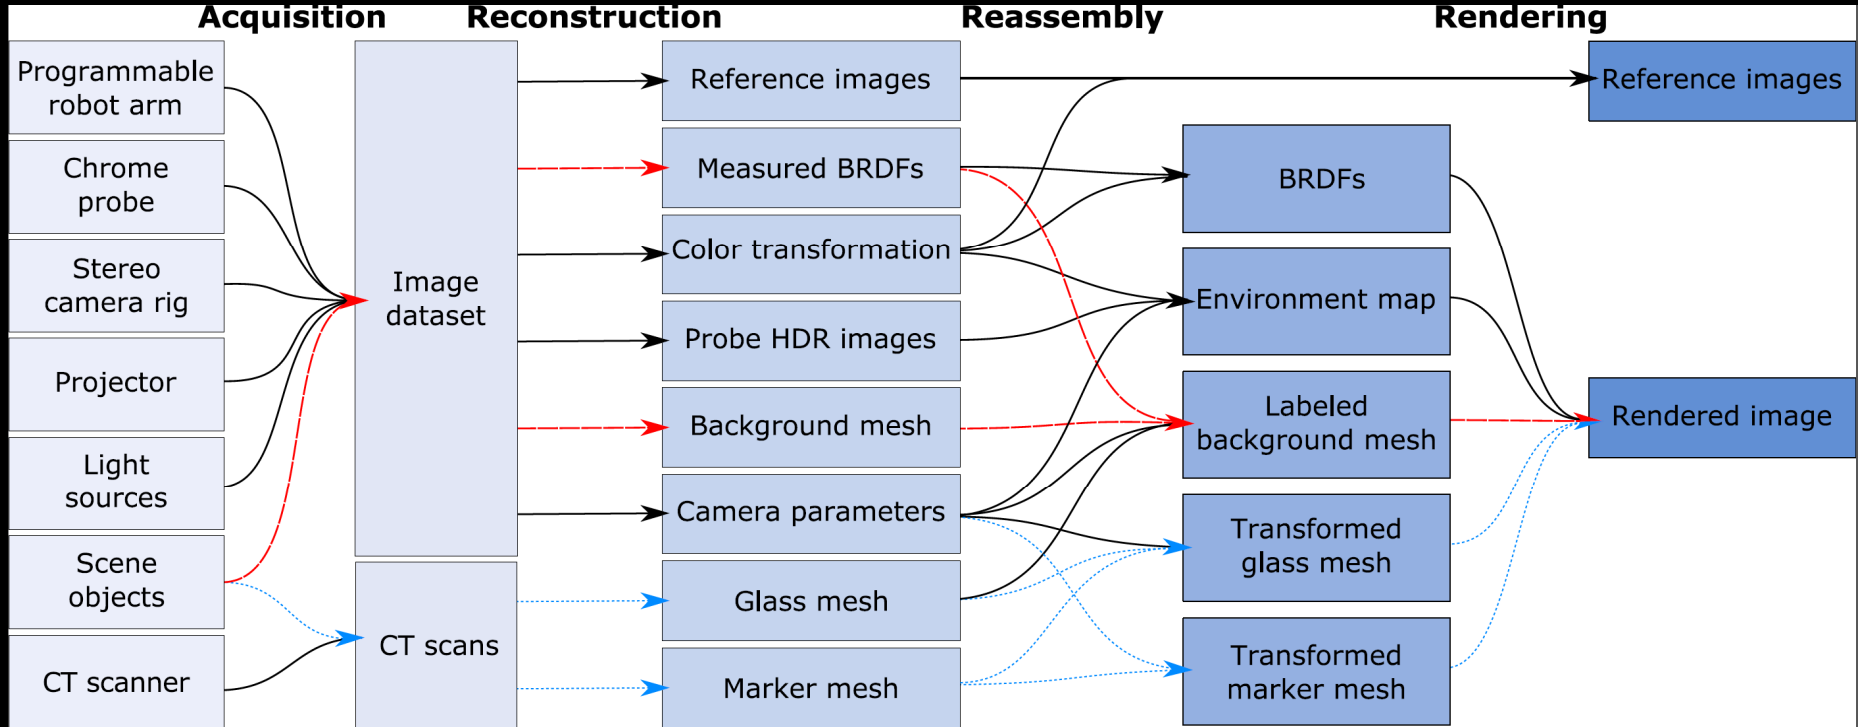 Acquisition
Reconstruction
Reassembly
Rendering
Programmable
robot arm
Chrome
probe
Stereo
camera rig
Projector
Light
sources
Scene
objects
CT scanner
Image
dataset
CT scans
Reference images
Measured BRDFs
Color transformation
Probe HDR images
Background mesh
Camera parameters
Glass mesh
Marker mesh
BRDFs
Environment map
Labeled
background mesh
Transformed
glass mesh
Transformed
marker mesh
Reference images
Rendered image